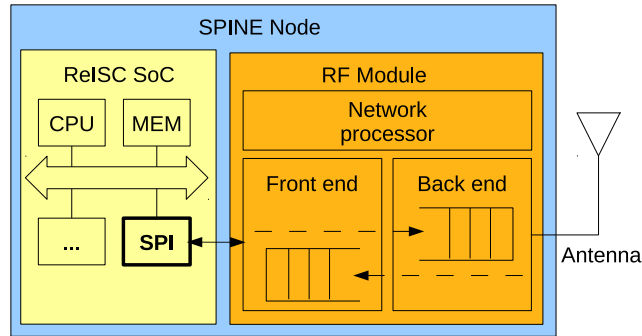 SPINE Node
ReISC SoC
RF Module
CPU
MEM
Network
processor
Front end
Back end
...
SPI
Antenna